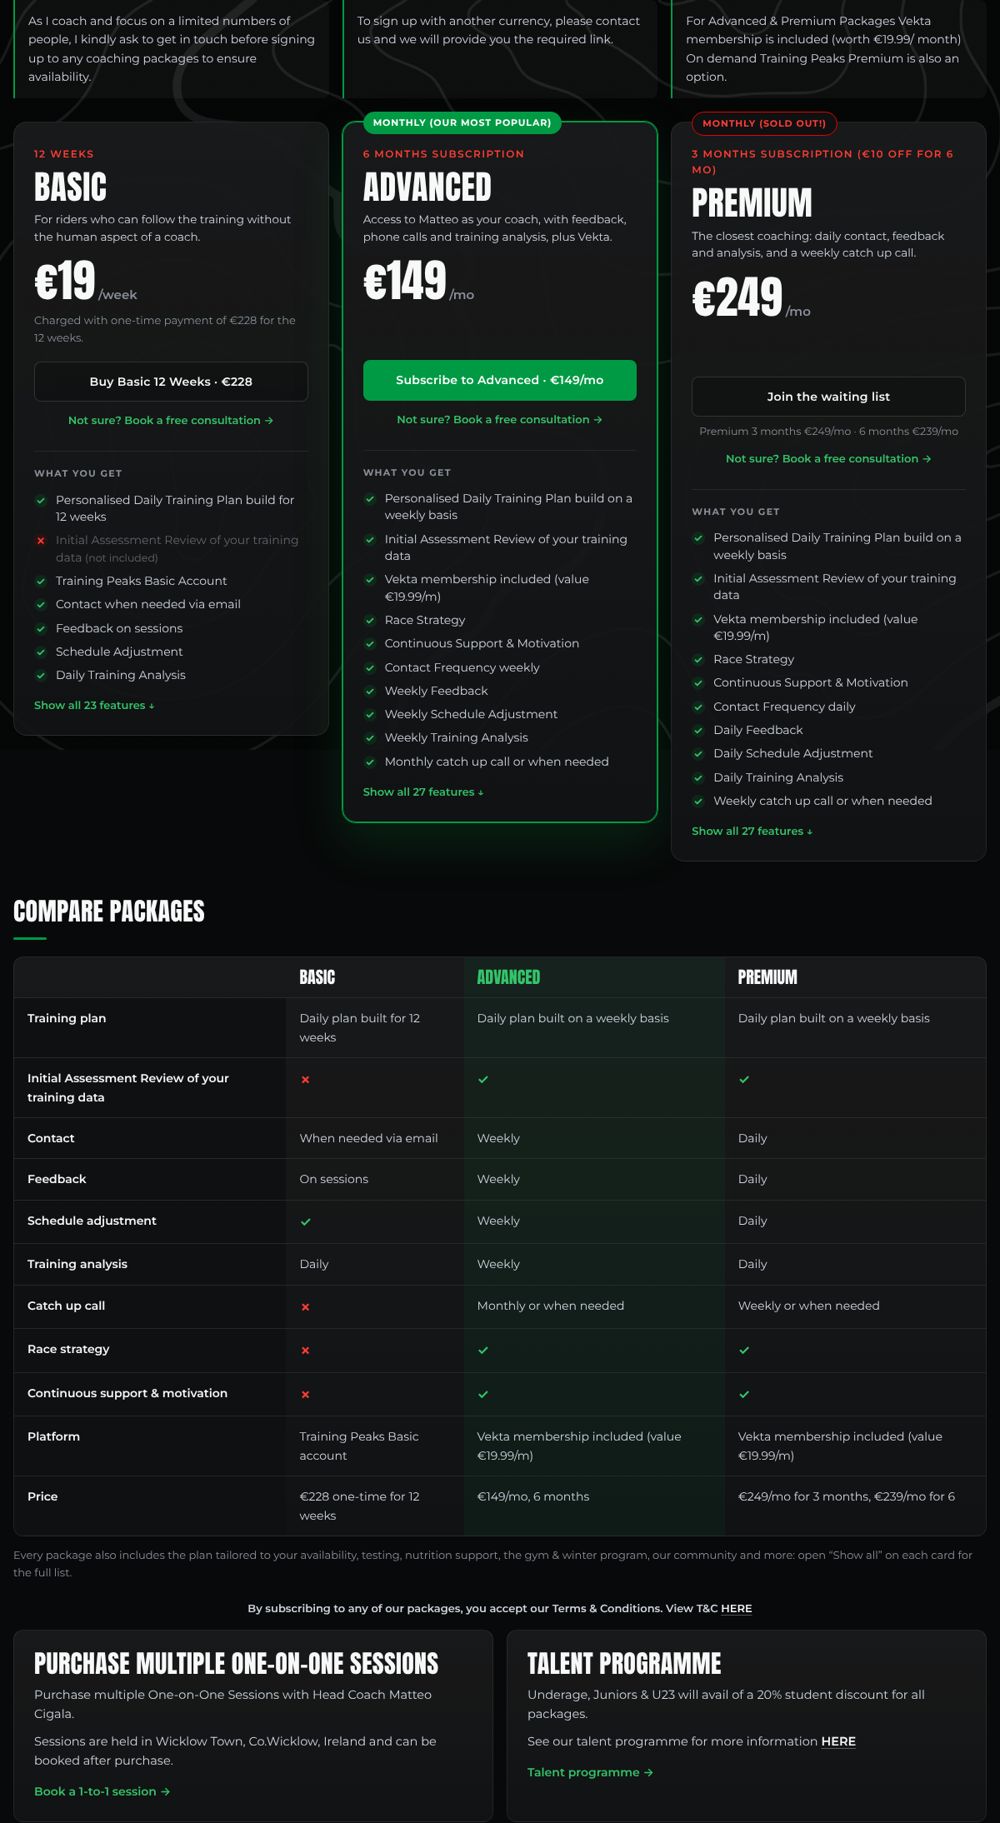 As I coach and focus on a limited numbers of
people, I kindly ask to get in touch before signing
up to any coaching packages to ensure
availability.
To sign up with another currency, please contact
us and we will provide you the required link.
For Advanced & Premium Packages Vekta
membership is included (worth €19.99/ month)
On demand Training Peaks Premium is also an
option.
12 WEEKS
BASIC
For riders who can follow the training without
the human aspect of a coach.
€19 /week
Charged with one-time payment of €228 for the
12 weeks.
Buy Basic 12 Weeks · €228
Not sure? Book a free consultation →
WHAT YOU GET
Personalised Daily Training Plan build for
12 weeks
Initial Assessment Review of your training
data (not included)
Training Peaks Basic Account
Contact when needed via email
Feedback on sessions
Schedule Adjustment
Daily Training Analysis
Show all 23 features ↓
MONTHLY (OUR MOST POPULAR)
6 MONTHS SUBSCRIPTION
ADVANCED
Access to Matteo as your coach, with feedback,
phone calls and training analysis, plus Vekta.
€149 /mo
Subscribe to Advanced · €149/mo
Not sure? Book a free consultation →
WHAT YOU GET
Personalised Daily Training Plan build on a
weekly basis
Initial Assessment Review of your training
data
Vekta membership included (value
€19.99/m)
Race Strategy
Continuous Support & Motivation
Contact Frequency weekly
Weekly Feedback
Weekly Schedule Adjustment
Weekly Training Analysis
Monthly catch up call or when needed
Show all 27 features ↓
MONTHLY (SOLD OUT!)
3 MONTHS SUBSCRIPTION (€10 OFF FOR 6
MO)
PREMIUM
The closest coaching: daily contact, feedback
and analysis, and a weekly catch up call.
€249 /mo
Join the waiting list
Premium 3 months €249/mo · 6 months €239/mo
Not sure? Book a free consultation →
WHAT YOU GET
Personalised Daily Training Plan build on a
weekly basis
Initial Assessment Review of your training
data
Vekta membership included (value
€19.99/m)
Race Strategy
Continuous Support & Motivation
Contact Frequency daily
Daily Feedback
Daily Schedule Adjustment
Daily Training Analysis
Weekly catch up call or when needed
Show all 27 features ↓
COMPARE PACKAGES
BASIC ADVANCED PREMIUM
Training plan Daily plan built for 12 Daily plan built on a weekly basis Daily plan built on a weekly basis
weeks
Initial Assessment Review of your
training data
Contact When needed via email Weekly Daily
Feedback On sessions Weekly Daily
Schedule adjustment Weekly Daily
Training analysis Daily Weekly Daily
Catch up call Monthly or when needed Weekly or when needed
Race strategy
Continuous support & motivation
Platform Training Peaks Basic Vekta membership included (value Vekta membership included (value
account €19.99/m) €19.99/m)
Price €228 one-time for 12 €149/mo, 6 months €249/mo for 3 months, €239/mo for 6
weeks
Every package also includes the plan tailored to your availability, testing, nutrition support, the gym & winter program, our community and more: open “Show all” on each card for
the full list.
By subscribing to any of our packages, you accept our Terms & Conditions. View T&C HERE
PURCHASE MULTIPLE ONE-ON-ONE SESSIONS
Purchase multiple One-on-One Sessions with Head Coach Matteo
Cigala.
Sessions are held in Wicklow Town, Co.Wicklow, Ireland and can be
booked after purchase.
Book a 1-to-1 session →
TALENT PROGRAMME
Underage, Juniors & U23 will avail of a 20% student discount for all
packages.
See our talent programme for more information HERE
Talent programme →